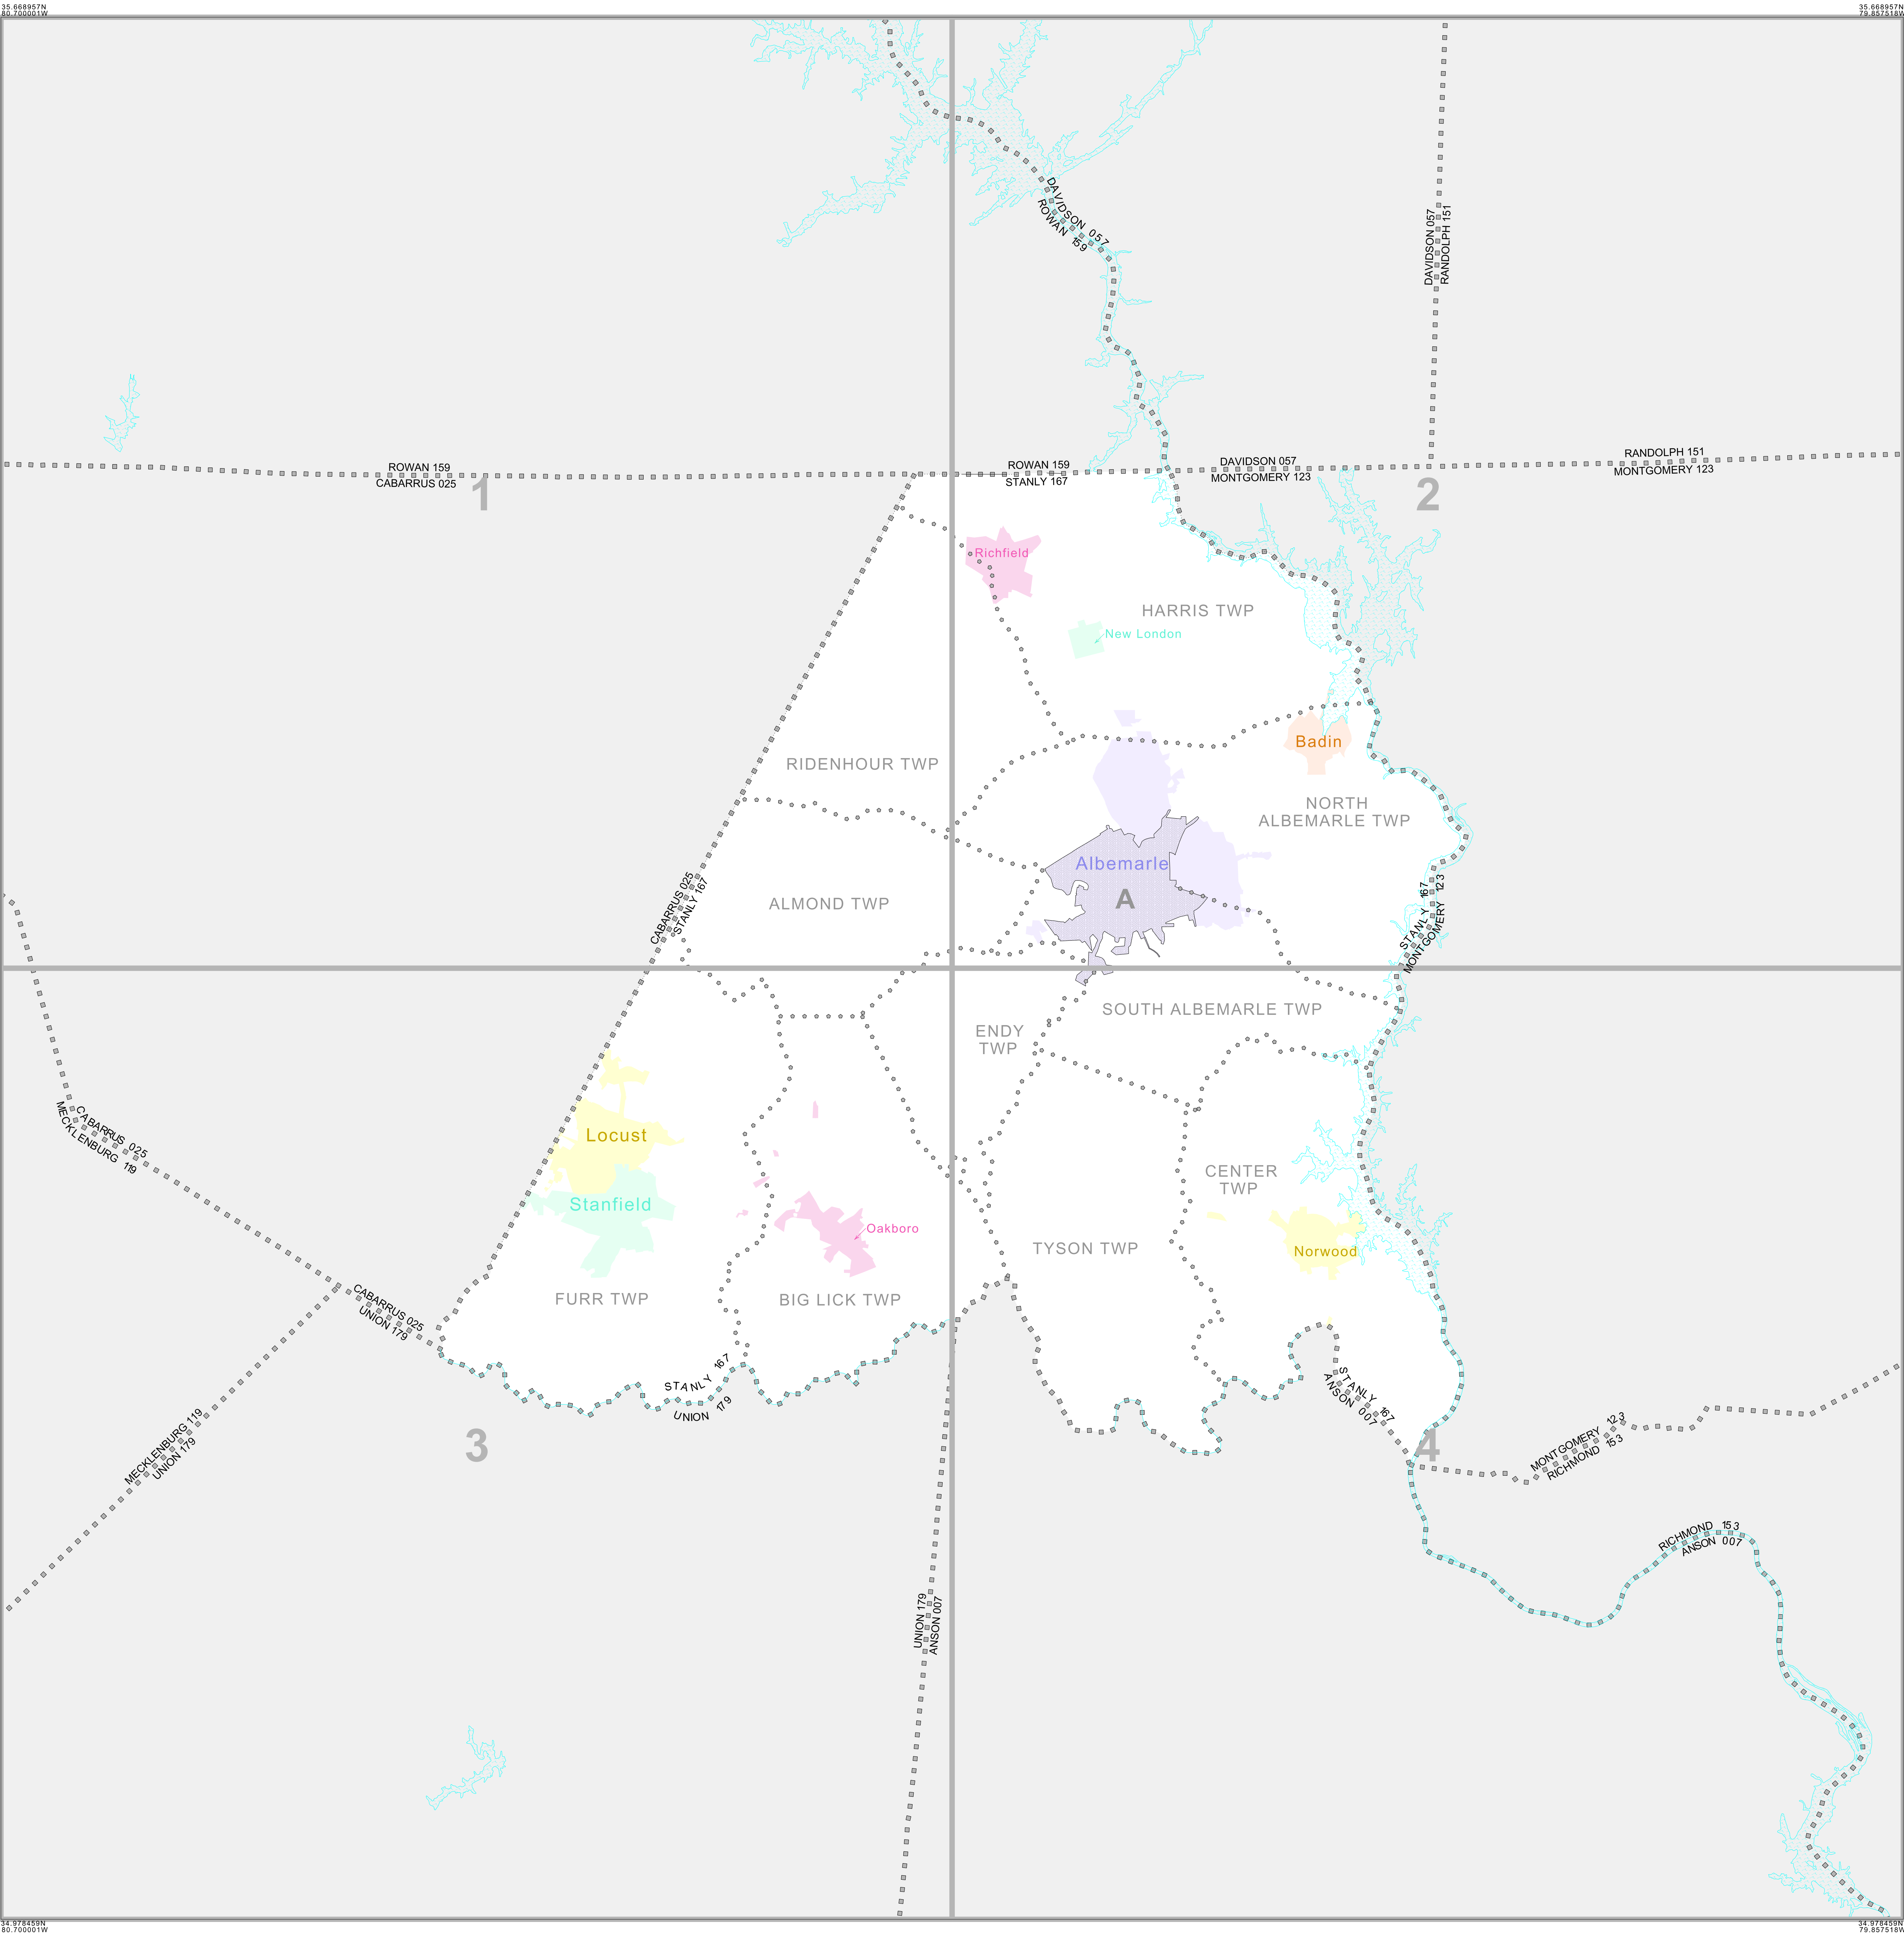 35.668957N
80.700001W
35.668957N
79.857518W
DAVIDSON 057
ROWAN 159
DAVIDSON 057
RANDOLPH 151
ROWAN 159
CABARRUS 025
ROWAN 159
STANLY 167
DAVIDSON 057
MONTGOMERY 123
RANDOLPH 151
MONTGOMERY 123
1
2
Richfield
HARRIS TWP
New London
Badin
RIDENHOUR TWP
NORTH
ALBEMARLE TWP
Albemarle
A
ALMOND TWP
CABARRUS 025
STANLY 167
STANLY 167
MONTGOMERY 123
SOUTH ALBEMARLE TWP
ENDY
TWP
CABARRUS 025
MECKLENBURG 119
Locust
Stanfield
CENTER
TWP
Oakboro
TYSON TWP
Norwood
FURR TWP
BIG LICK TWP
CABARRUS 025
UNION 179
STANLY 167
UNION 179
STANLY 167
ANSON 007
MECKLENBURG 119
UNION 179
3
4
MONTGOMERY 123
RICHMOND 153
RICHMOND 153
ANSON 007
UNION 179
ANSON 007
34.978459N
80.700001W
34.978459N
79.857518W